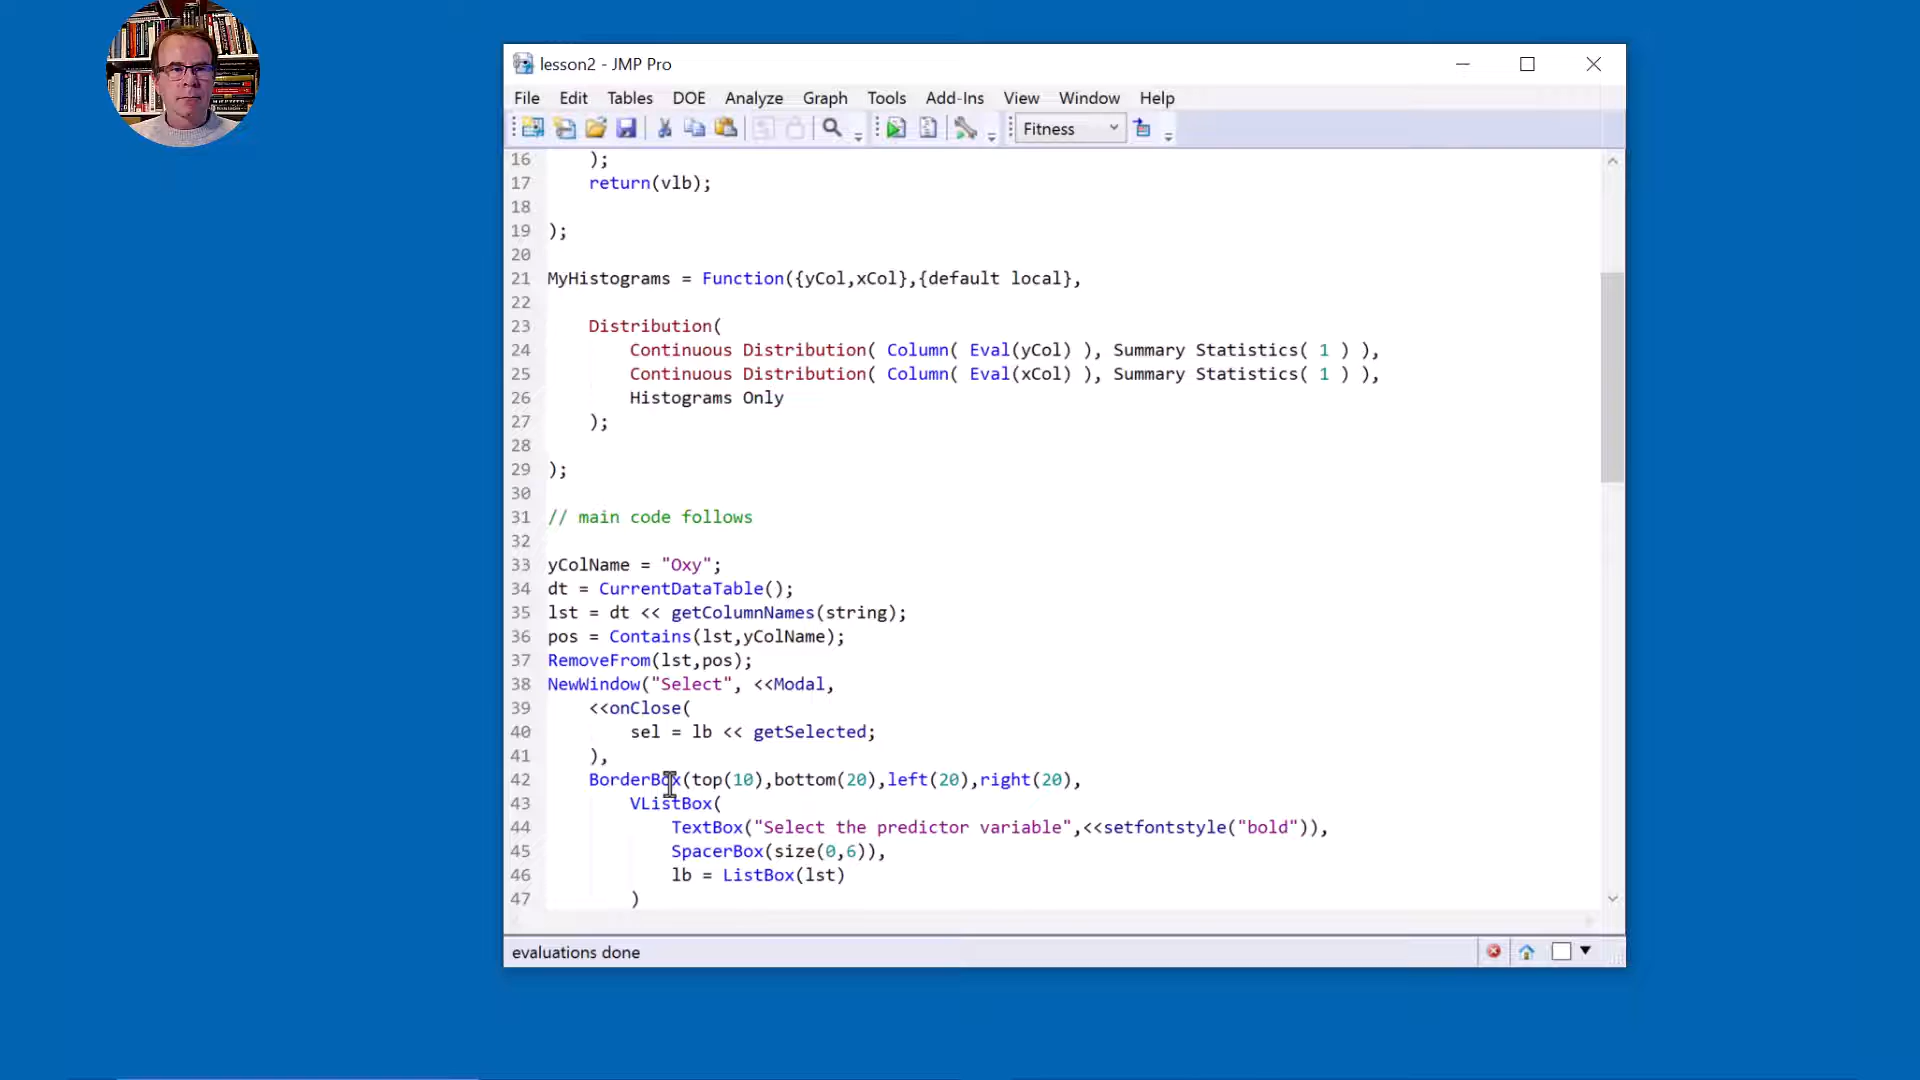 lesson2 - JMP Pro
File Edit Tables DOE Analyze Graph Tools Add-Ins View Window Help
Fitness
16 );
17 return(vlb);
18
19 );
20
21 MyHistograms = Function({yCol,xCol},{default local},
22
23 Distribution(
24 Continuous Distribution( Column( Eval(yCol) ), Summary Statistics( 1 ) ),
25 Continuous Distribution( Column( Eval(xCol) ), Summary Statistics( 1 ) ),
26 Histograms Only
27 );
28
29 );
30
31 // main code follows
32
33 yColName = "Oxy";
34 dt = CurrentDataTable();
35 lst = dt << getColumnNames(string);
36 pos = Contains(lst,yColName);
37 RemoveFrom(lst,pos);
38 NewWindow("Select", <<Modal,
39 <<onClose(
40 sel = lb << getSelected;
41 ),
42 BorderBox(top(10),bottom(20),left(20),right(20),
43 VListBox(
44 TextBox("Select the predictor variable",<<setfontstyle("bold")),
45 SpacerBox(size(0,6)),
46 lb = ListBox(lst)
47 )
evaluations done